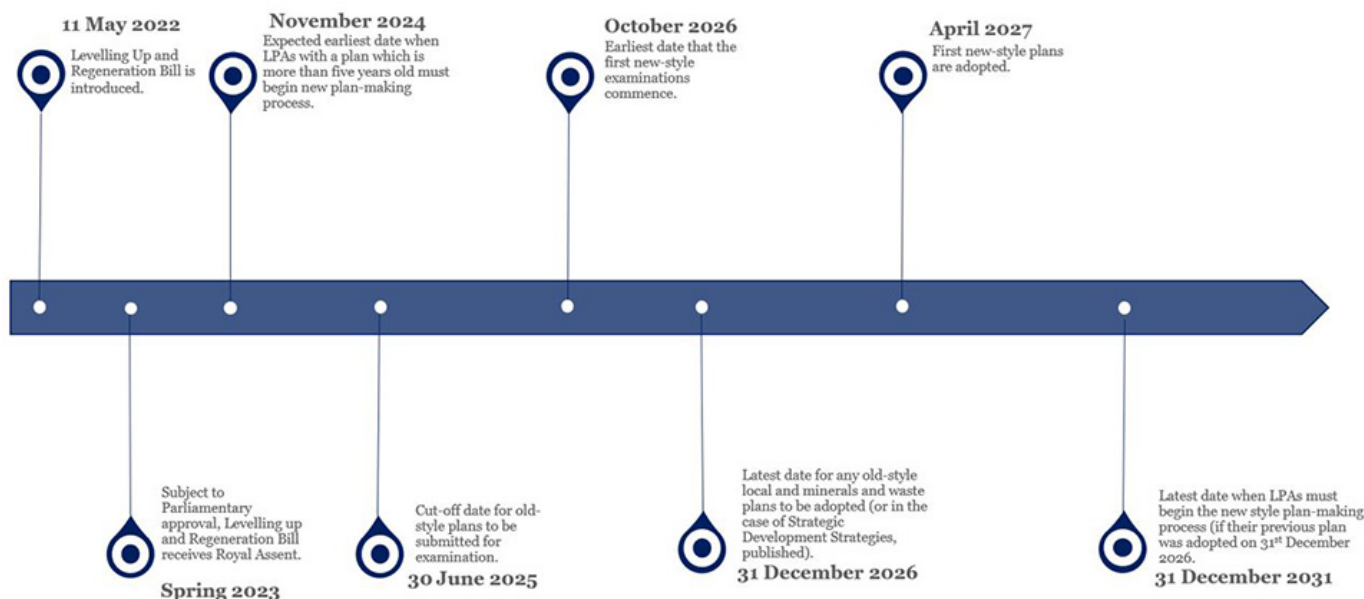 11 May 2022
Levelling Up and
Regeneration Bill is
introduced.
November 2024
Expected earliest date when
LPAs with a plan which is
more than five years old must
begin new plan-making
process.
October 2026
Earliest date that the
first new-style
examinations
commence.
April 2027
First new-style plans
are adopted.
Subject to
Parliamentary
approval, Levelling up
and Regeneration Bill
receives Royal Assent.
Spring 2023
Cut-off date for old-
style plans to be
submitted for
examination.
30 June 2025
Latest date for any old-style
local and minerals and waste
plans to be adopted (or in the
case of Strategic
Development Strategies,
published).
31 December 2026
Latest date when LPAs must
begin the new style plan-making
process (if their previous plan
was adopted on 31st December
2026.
31 December 2031